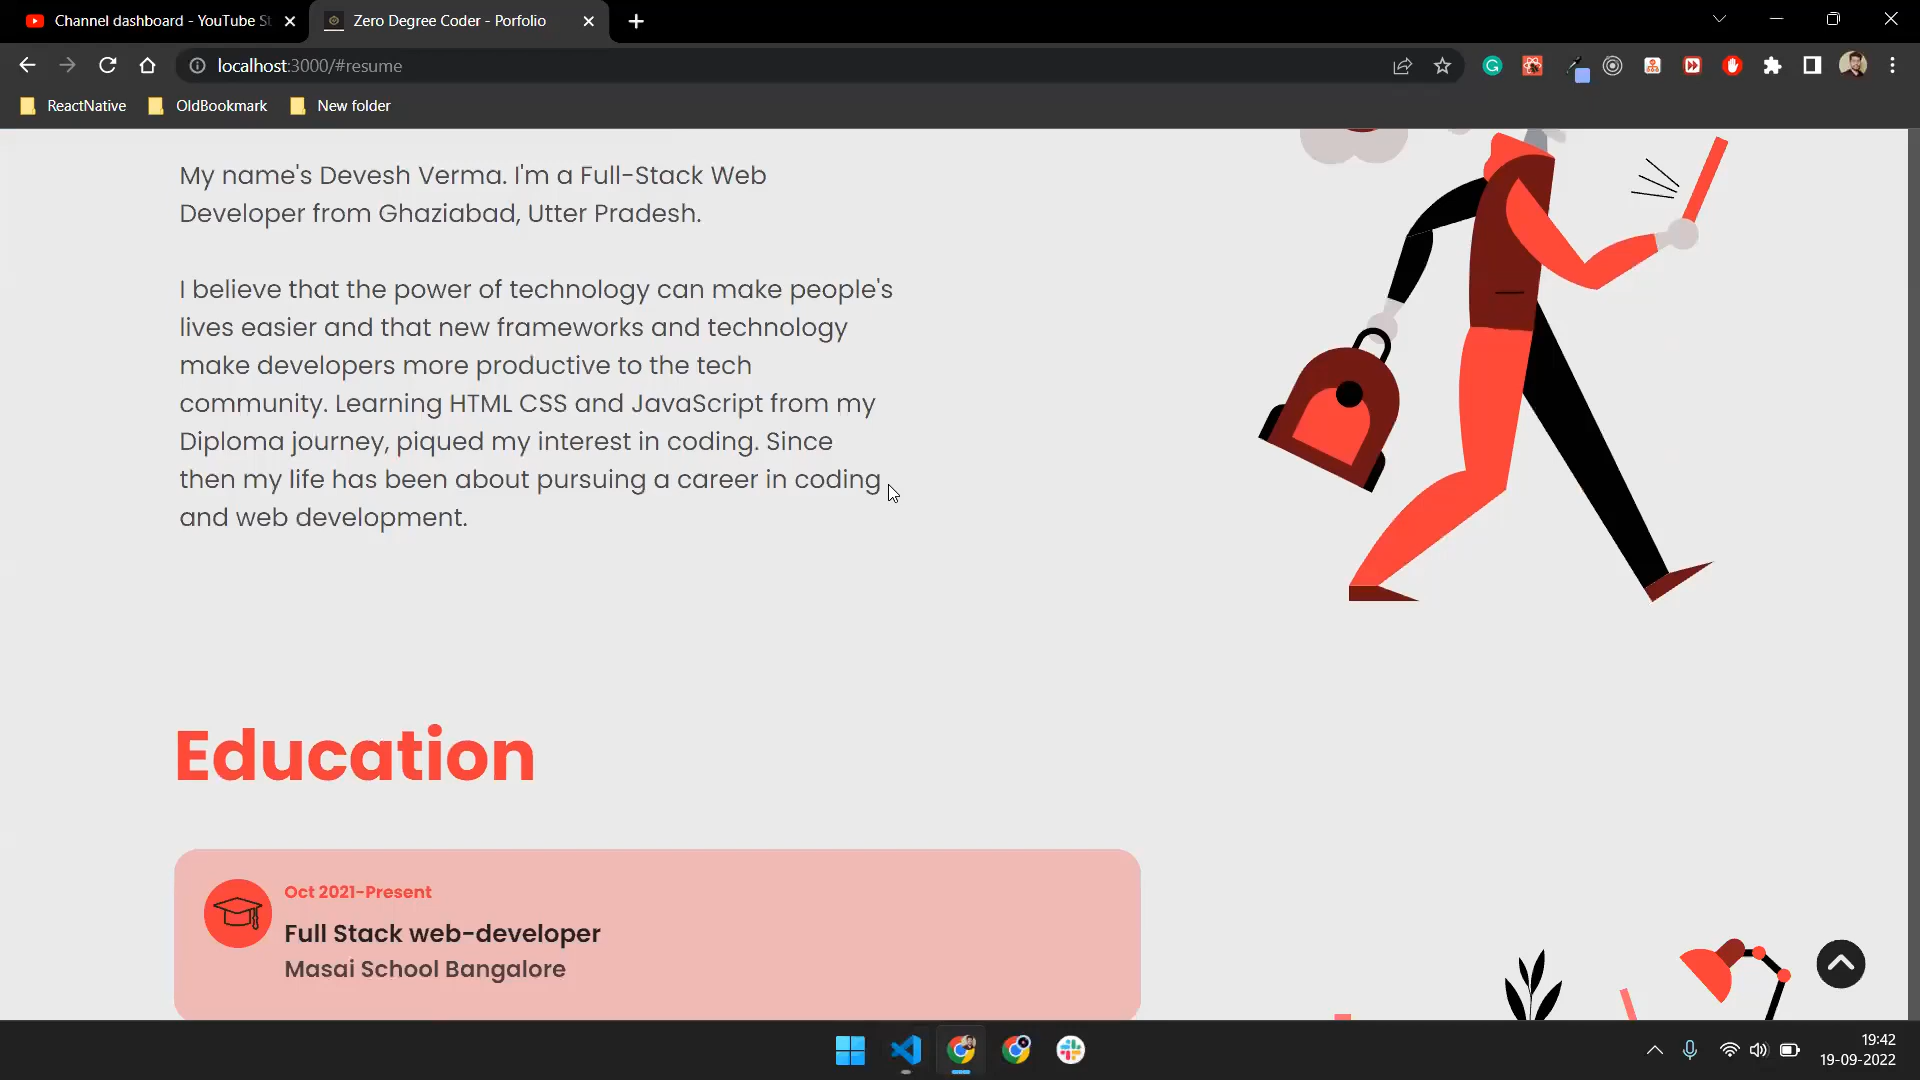 Channel dashboard - YouTube S
Zero Degree Coder - Porfolio
localhost:3000/#resume
ReactNative
OldBookmark
New folder
My name's Devesh Verma. I'm a Full-Stack Web
Developer from Ghaziabad, Utter Pradesh.
I believe that the power of technology can make people's
lives easier and that new frameworks and technology
make developers more productive to the tech
community. Learning HTML CSS and JavaScript from my
Diploma journey, piqued my interest in coding. Since
then my life has been about pursuing a career in coding
and web development.
Education
Oct 2021-Present
Full Stack web-developer
Masai School Bangalore
19:42
19-09-2022